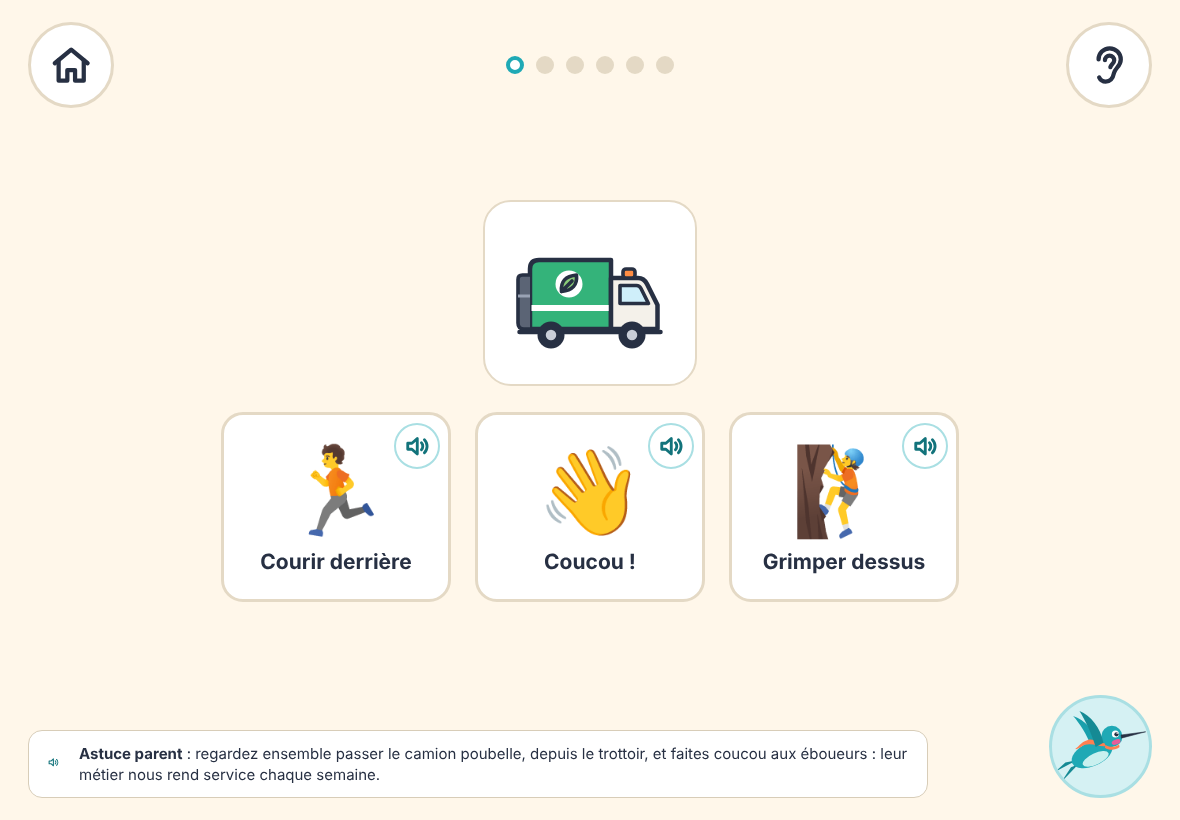 Courir derrière
Coucou !
Grimper dessus
Astuce parent : regardez ensemble passer le camion poubelle, depuis le trottoir, et faites coucou aux éboueurs : leur
métier nous rend service chaque semaine.